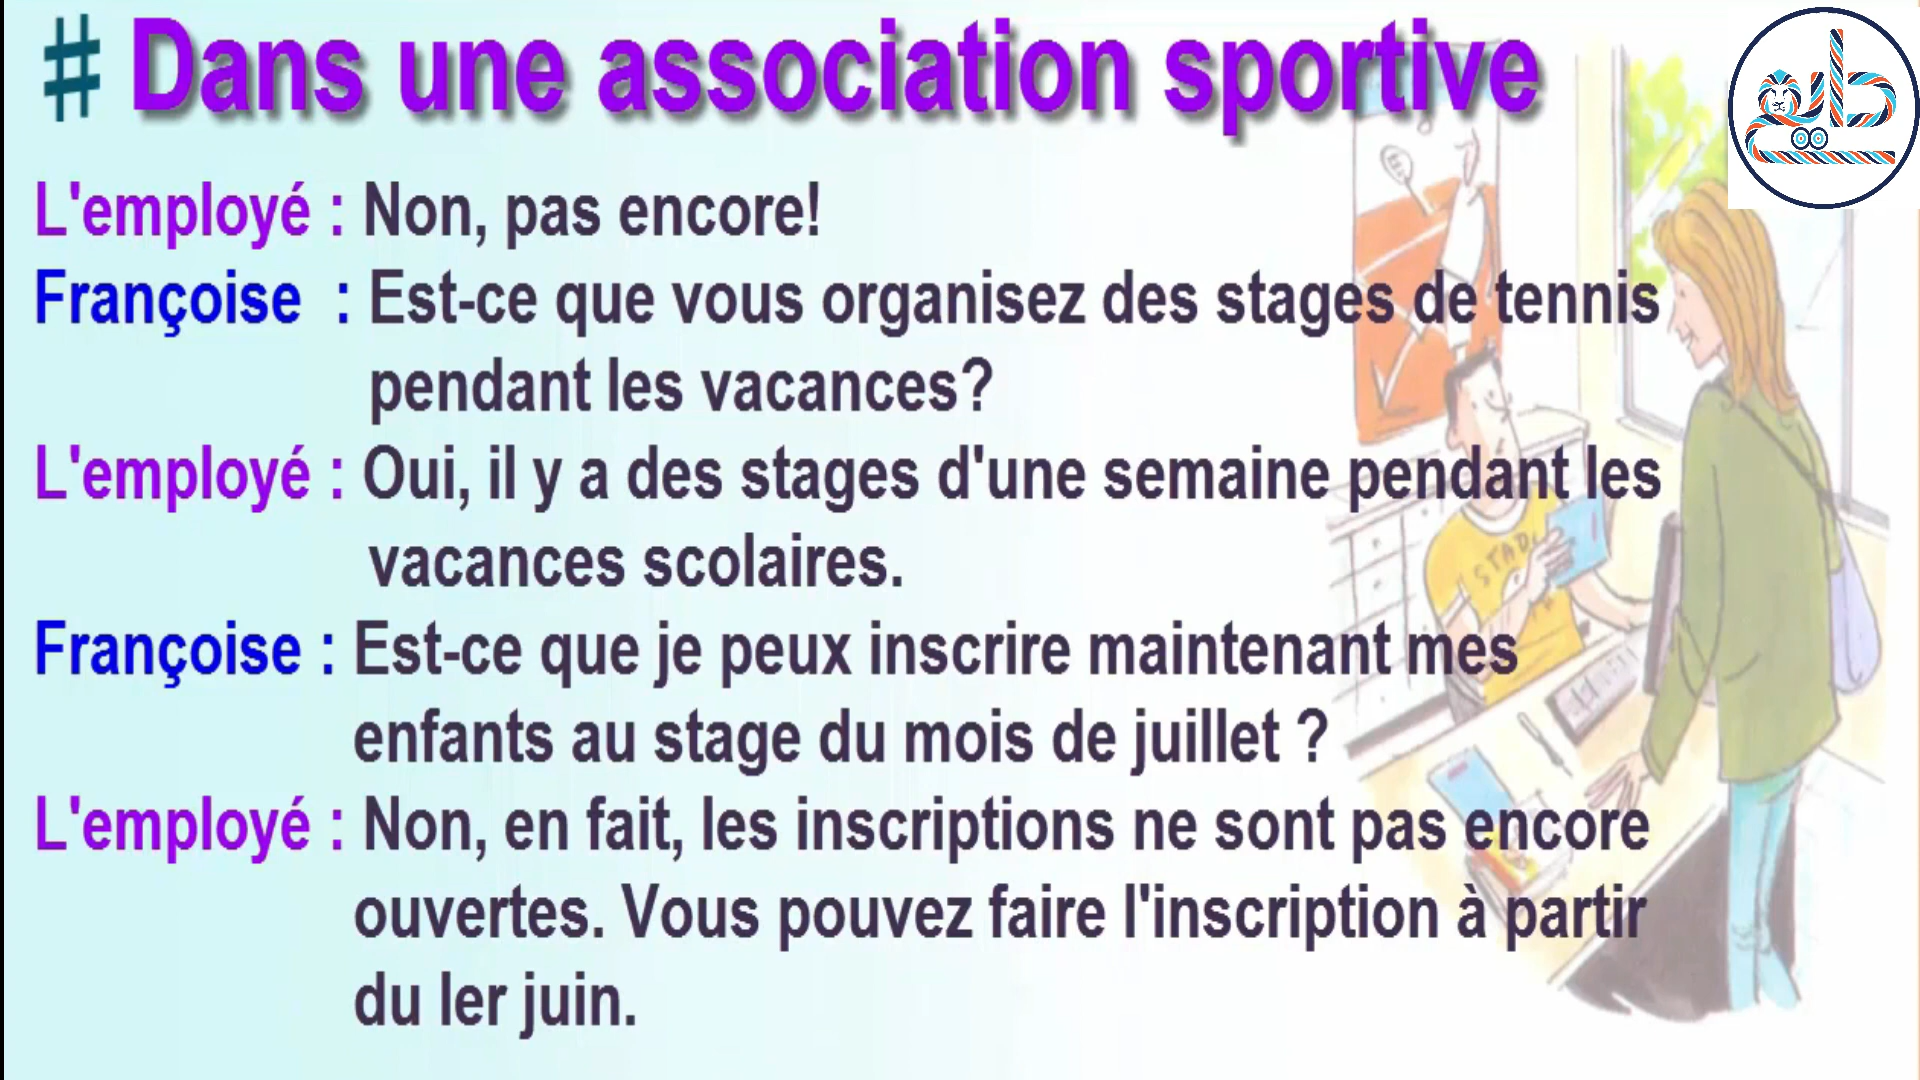 # Dans une association sportive
L'employé : Non, pas encore!
Françoise : Est-ce que vous organisez des stages de tennis
pendant les vacances?
L'employé : Oui, il y a des stages d'une semaine pendant les
vacances scolaires.
Françoise : Est-ce que je peux inscrire maintenant mes
enfants au stage du mois de juillet ?
L'employé : Non, en fait, les inscriptions ne sont pas encore
ouvertes. Vous pouvez faire l'inscription à partir
du ler juin.
STAD